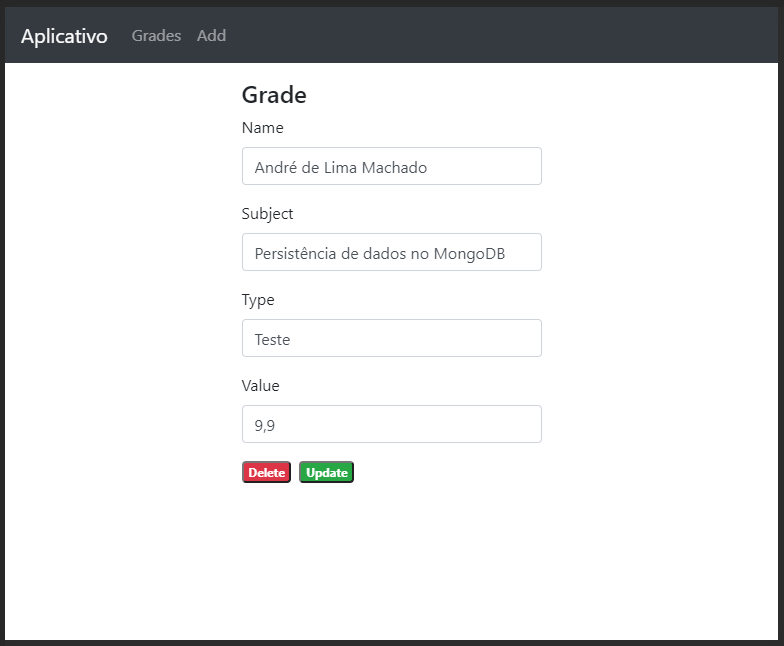 Aplicativo Grades Add
Grade
Name
André de Lima Machado
Subject
Persistência de dados no MongoDB
Type
Teste
Value
9,9
Delete Update